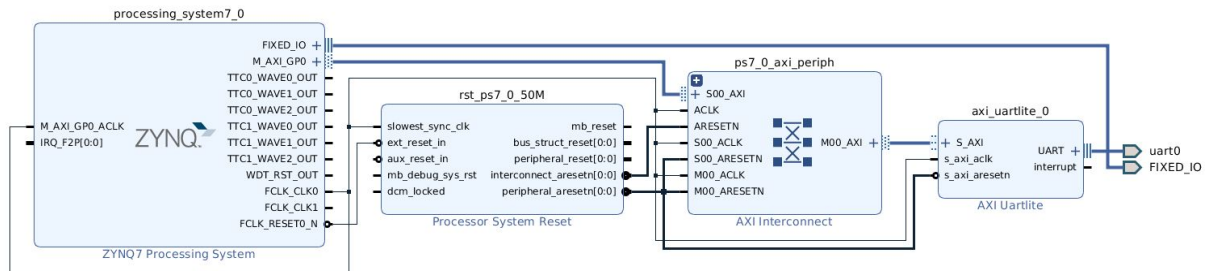 processing_system7_0
FIXED_IO
M_AXI_GP0
TTC0_WAVE0_OUT
TTC0_WAVE1_OUT
TTC0_WAVE2_OUT
TTC1_WAVE0_OUT
TTC1_WAVE1_OUT
TTC1_WAVE2_OUT
WDT_RST_OUT
FCLK_CLK0
FCLK_CLK1
FCLK_RESET0_N
M_AXI_GP0_ACLK
IRQ_F2P[0:0]
ZYNQ
ZYNQ7 Processing System
rst_ps7_0_50M
slowest_sync_clk
ext_reset_in
aux_reset_in
mb_debug_sys_rst
dcm_locked
mb_reset
bus_struct_reset[0:0]
peripheral_reset[0:0]
interconnect_aresetn[0:0]
peripheral_aresetn[0:0]
Processor System Reset
ps7_0_axi_periph
S00_AXI
ACLK
ARESETN
S00_ACLK
S00_ARESETN
M00_ACLK
M00_ARESETN
M00_AXI
AXI Interconnect
axi_uartlite_0
S_AXI
s_axi_aclk
s_axi_aresetn
UART
interrupt
AXI Uartlite
uart0
FIXED_IO